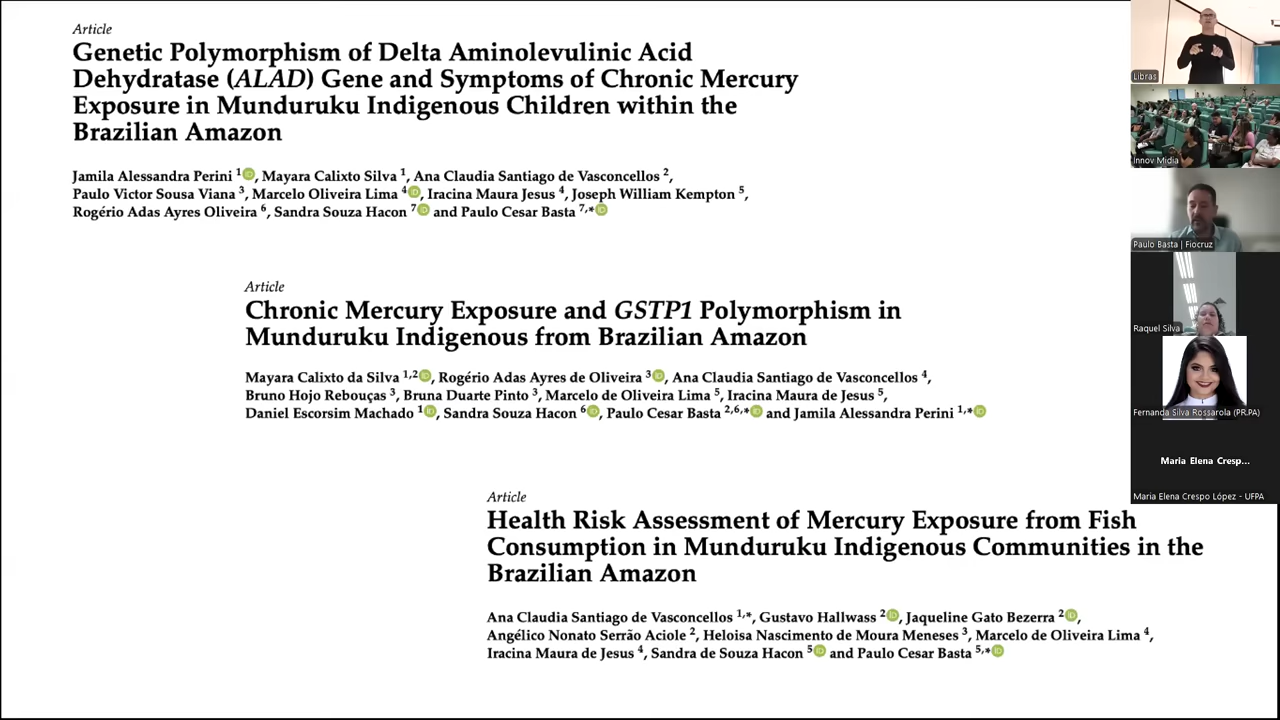 Article
Genetic Polymorphism of Delta Aminolevulinic Acid
Dehydratase (ALAD) Gene and Symptoms of Chronic Mercury
Exposure in Munduruku Indigenous Children within the
Brazilian Amazon
Jamila Alessandra Perini 1, Mayara Calixto Silva 1, Ana Claudia Santiago de Vasconcellos 2,
Paulo Victor Sousa Viana 3, Marcelo Oliveira Lima 4, Iracina Maura Jesus 4, Joseph William Kempton 5,
Rogério Adas Ayres Oliveira 6, Sandra Souza Hacon 7 and Paulo Cesar Basta 7,*
Article
Chronic Mercury Exposure and GSTP1 Polymorphism in
Munduruku Indigenous from Brazilian Amazon
Mayara Calixto da Silva 1,2, Rogério Adas Ayres de Oliveira 3, Ana Claudia Santiago de Vasconcellos 4,
Bruno Hojo Rebouças 3, Bruna Duarte Pinto 3, Marcelo de Oliveira Lima 5, Iracina Maura de Jesus 5,
Daniel Escorsim Machado 1, Sandra Souza Hacon 6, Paulo Cesar Basta 2,6,* and Jamila Alessandra Perini 1,*
Article
Health Risk Assessment of Mercury Exposure from Fish
Consumption in Munduruku Indigenous Communities in the
Brazilian Amazon
Ana Claudia Santiago de Vasconcellos 1,*, Gustavo Hallwass 2, Jaqueline Gato Bezerra 2,
Angélico Nonato Serrão Aciole 2, Heloisa Nascimento de Moura Meneses 3, Marcelo de Oliveira Lima 4,
Iracina Maura de Jesus 4, Sandra de Souza Hacon 5 and Paulo Cesar Basta 5,*
Libras
Innov Midia
Paulo Basta | Fiocruz
Raquel Silva
Fernanda Silva Rossarola (PR.PA)
Maria Elena Cresp...
Maria Elena Crespo López - UFPA